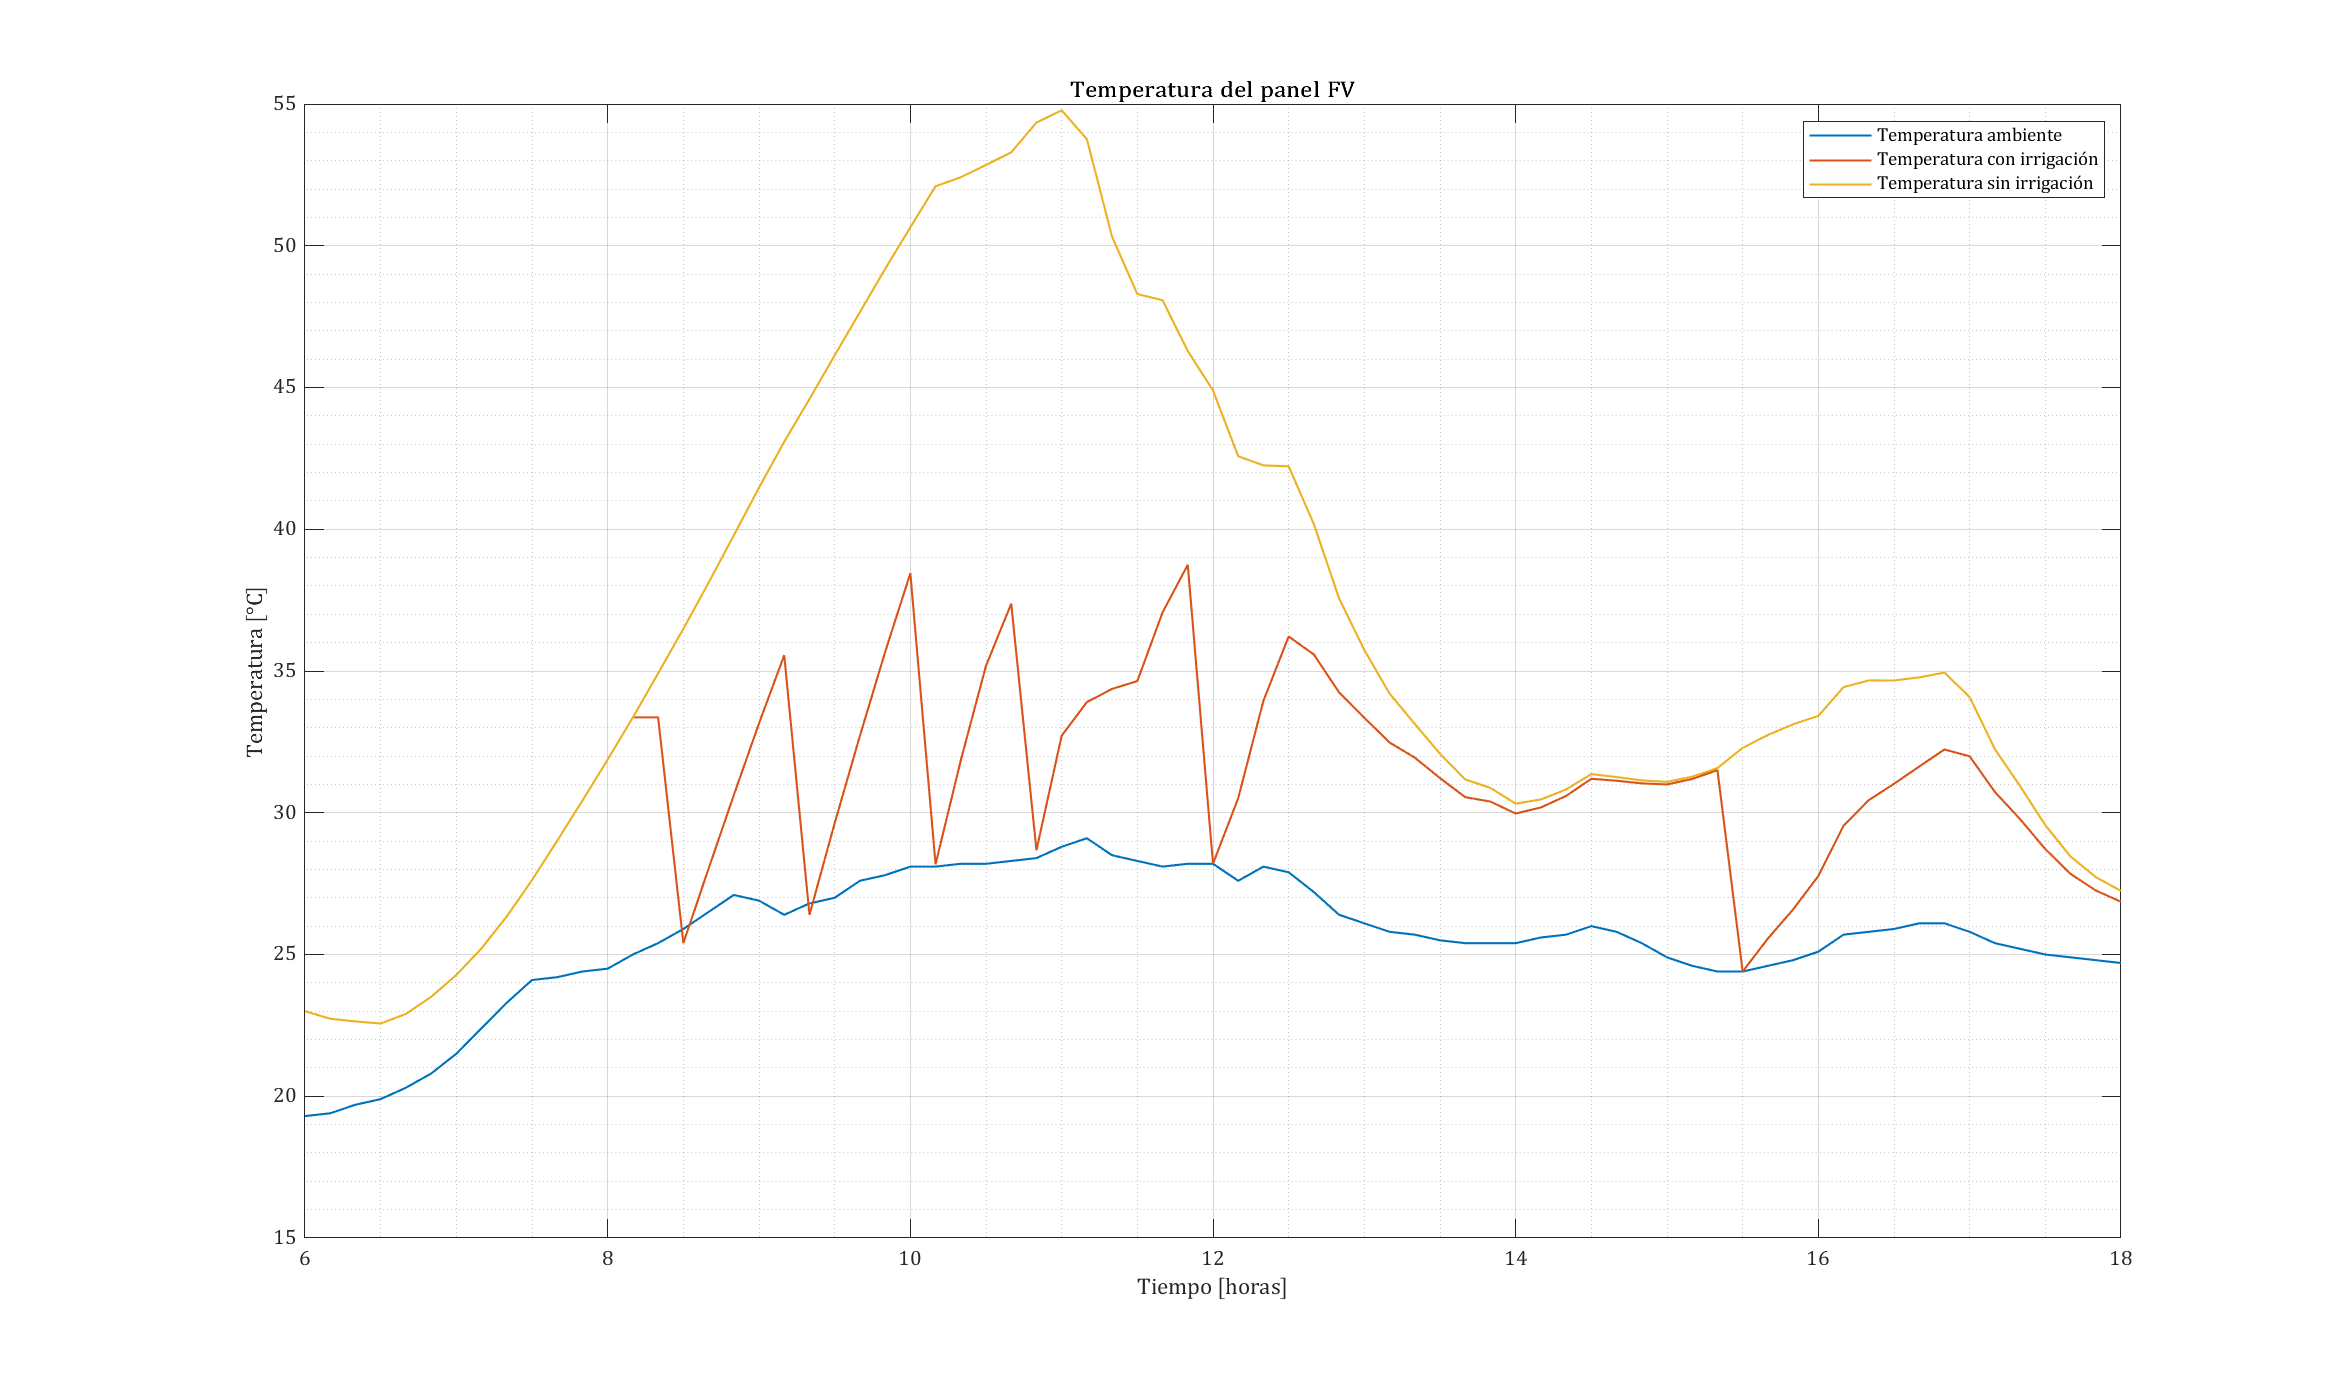 Temperatura del panel FV
55
50
45
40
35
30
25
20
15
Temperatura [°C]
Temperatura ambiente
Temperatura con irrigación
Temperatura sin irrigación
6 8 10 12 14 16 18
Tiempo [horas]